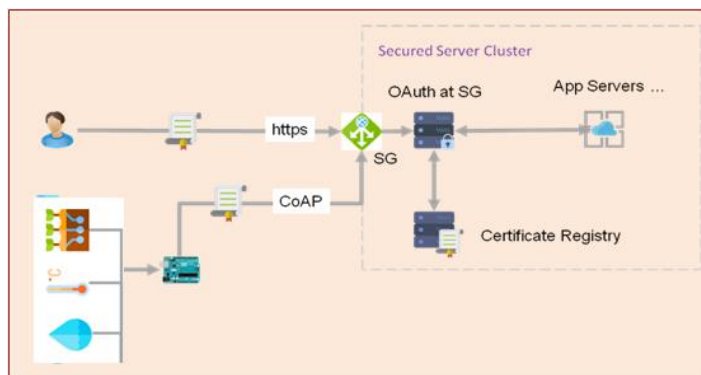 Secured Server Cluster
OAuth at SG
App Servers ...
https
SG
CoAP
Certificate Registry
°C